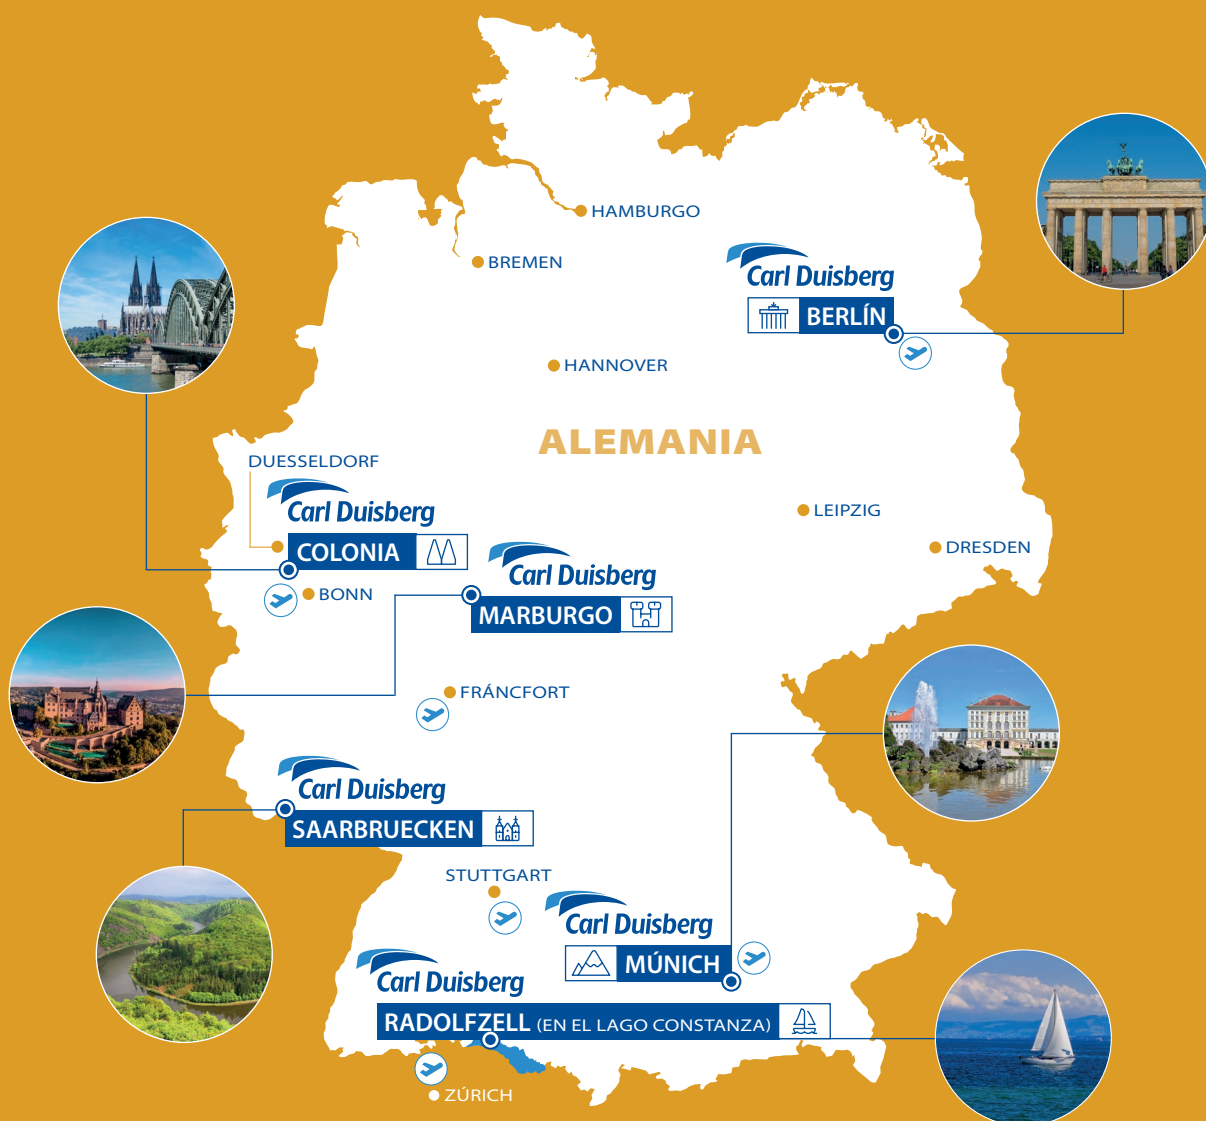 HAMBURGO
BREMEN
Carl Duisberg
BERLÍN
HANNOVER
ALEMANIA
DUESSELDORF
Carl Duisberg
COLONIA
LEIPZIG
DRESDEN
BONN
Carl Duisberg
MARBURGO
FRÁNCFORT
Carl Duisberg
SAARBRUECKEN
STUTTGART
Carl Duisberg
MÚNICH
Carl Duisberg
RADOLFZELL (EN EL LAGO CONSTANZA)
ZÚRICH